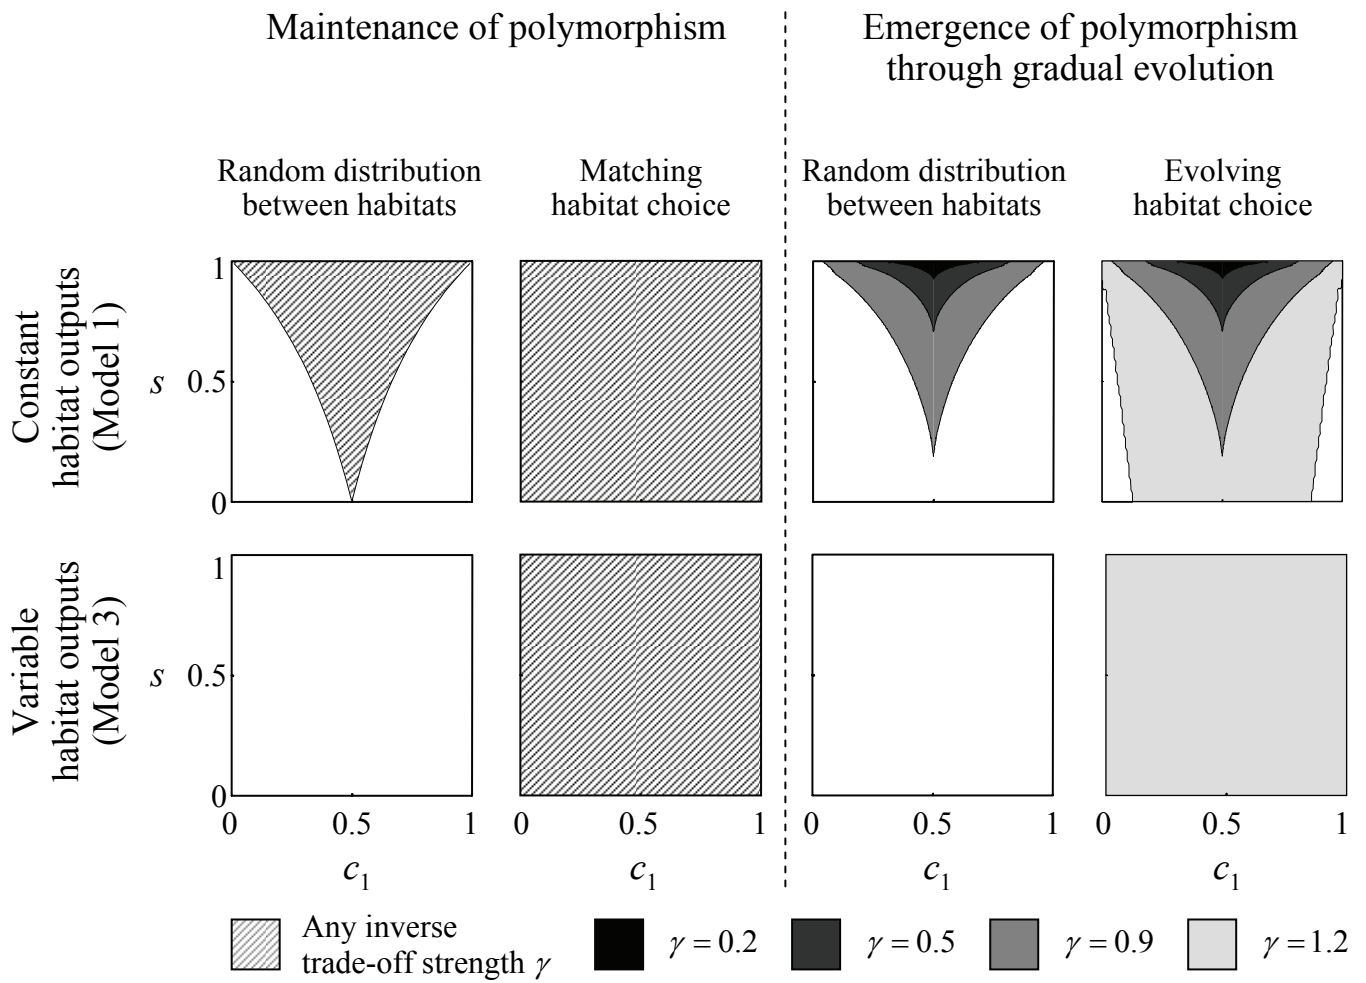 Maintenance of polymorphism
Emergence of polymorphism
through gradual evolution
Random distribution
between habitats
Matching
habitat choice
Random distribution
between habitats
Evolving
habitat choice
Constant
habitat outputs
(Model 1)
s
1
0.5
0
Variable
habitat outputs
(Model 3)
s
1
0.5
0
0 0.5 1
0 0.5 1
0 0.5 1
0 0.5 1
c₁
c₁
c₁
c₁
Any inverse
trade-off strength γ
γ = 0.2
γ = 0.5
γ = 0.9
γ = 1.2